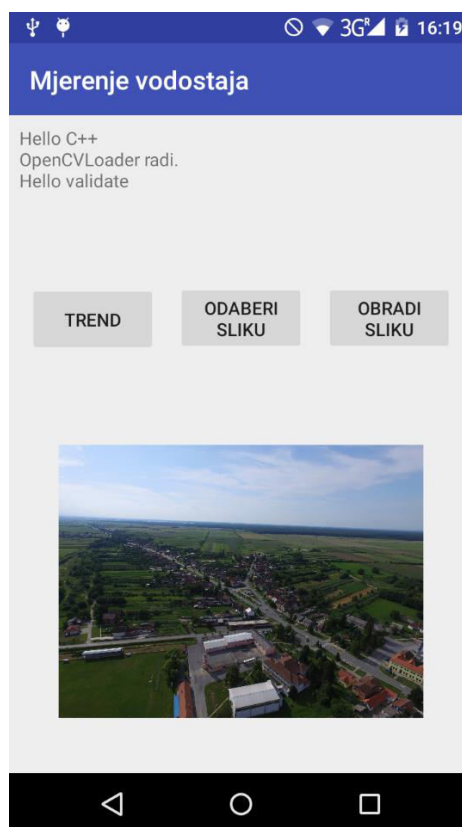 3G R 16:19
Mjerenje vodostaja
Hello C++
OpenCVLoader radi.
Hello validate
TREND
ODABERI
SLIKU
OBRADI
SLIKU